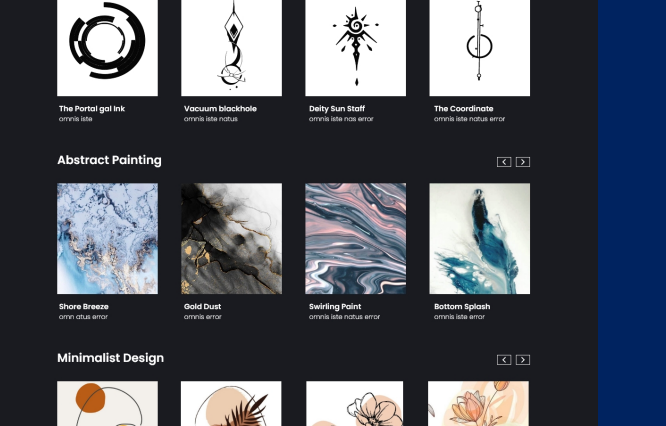 The Portal gal Ink
omnis iste
Vacuum blackhole
omnis iste natus
Deity Sun Staff
omnis iste nas error
The Coordinate
omnis iste natus error
Abstract Painting
Shore Breeze
omn atus error
Gold Dust
omnis error
Swirling Paint
omnis iste natus error
Bottom Splash
omnis iste error
Minimalist Design